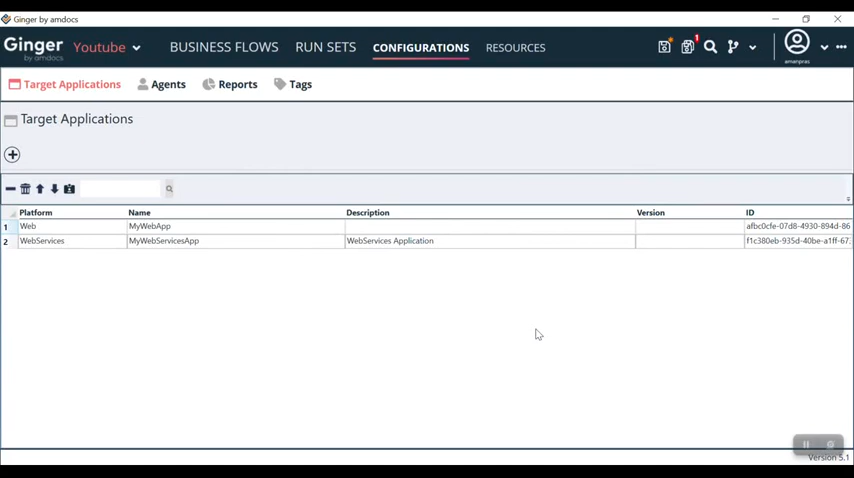 Ginger by amdocs
Ginger by amdocs Youtube BUSINESS FLOWS RUN SETS CONFIGURATIONS RESOURCES 1 amanpras
Target Applications Agents Reports Tags
Target Applications
Platform Name Description Version ID
1 Web MyWebApp afbc0cfe-07d8-4930-894d-86
2 WebServices MyWebServicesApp WebServices Application f1c380eb-935d-40be-a1ff-67
Version 5.1